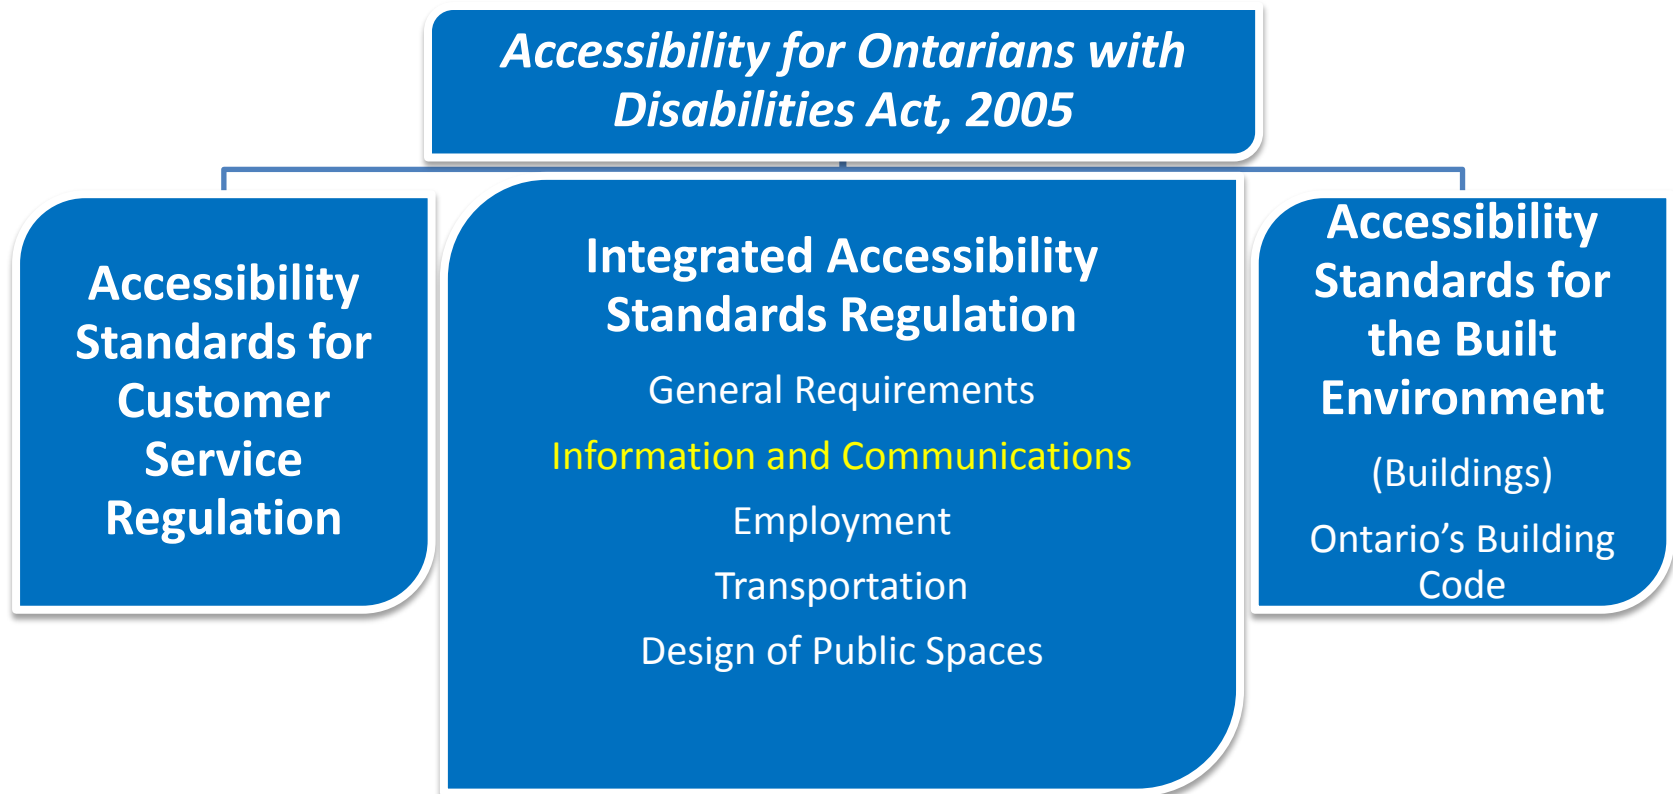 Accessibility for Ontarians with
Disabilities Act, 2005
Accessibility
Standards for
Customer
Service
Regulation
Integrated Accessibility
Standards Regulation
General Requirements
Information and Communications
Employment
Transportation
Design of Public Spaces
Accessibility
Standards for
the Built
Environment
(Buildings)
Ontario’s Building
Code